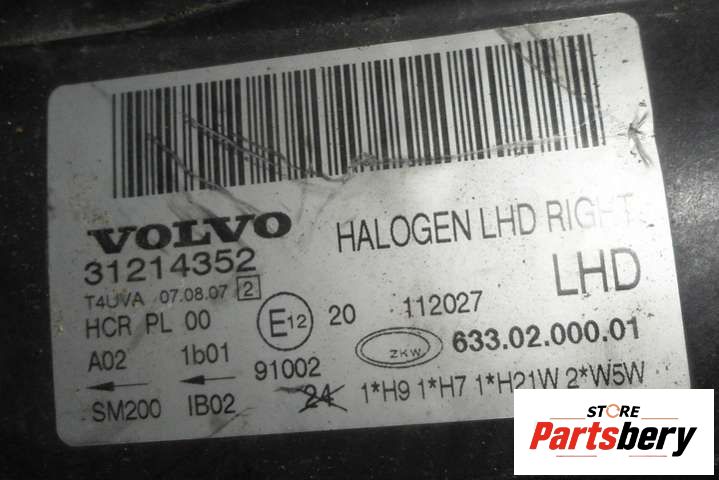 VOLVO HALOGEN LHD RIGHT
31214352 LHD
T4UVA 07.08.07 2
HCR PL 00 E12 20 112027
A02 1b01 91002 ZKW 633.02.000.01
SM200 IB02 24 1*H9 1*H7 1*H21W 2*W5W
STORE
Partsbery